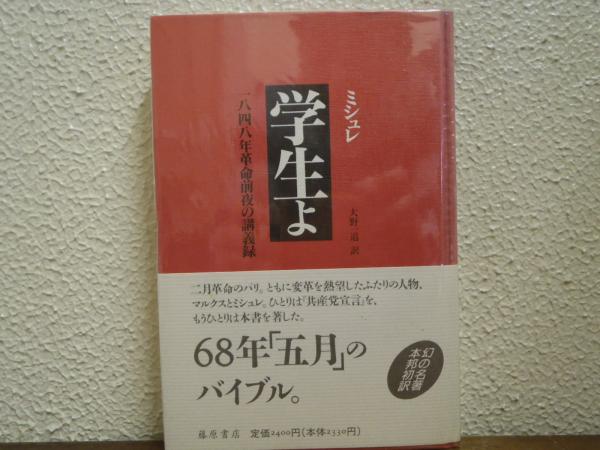 ミシュレ
学生よ
一八四八年革命前夜の講義録
大野一道 訳
二月革命のパリ。ともに変革を熱望したふたりの人物、
マルクスとミシュレ。ひとりは『共産党宣言』を、
もうひとりは本書を著した。
68年「五月」の
バイブル。
幻の名著
本邦初訳
藤原書店 定価2400円(本体2330円)